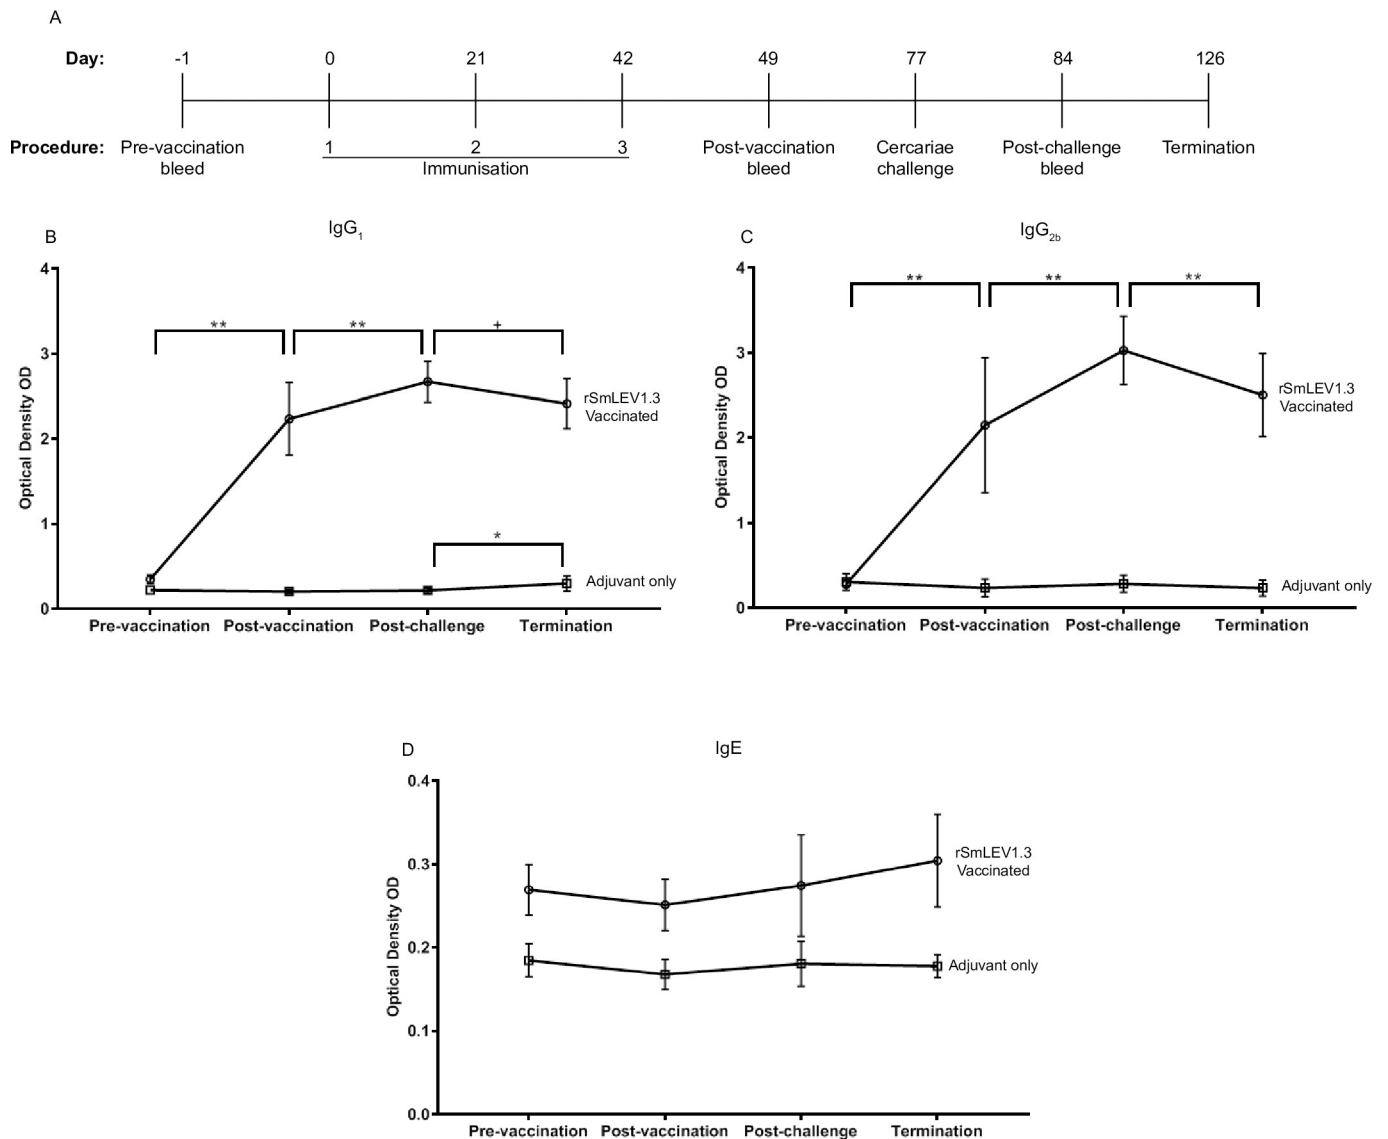 A
Day: -1 0 21 42 49 77 84 126
Procedure: Pre-vaccination 1 2 3 Post-vaccination Cercariae Post-challenge Termination
bleed Immunisation bleed challenge bleed
B
IgG1
4
3
2
1
0
Optical Density OD
** ** +
*
rSmLEV1.3
Vaccinated
Adjuvant only
Pre-vaccination Post-vaccination Post-challenge Termination
C
IgG2b
4
3
2
1
0
Optical Density OD
** ** **
rSmLEV1.3
Vaccinated
Adjuvant only
Pre-vaccination Post-vaccination Post-challenge Termination
D
IgE
0.4
0.3
0.2
0.1
0.0
Optical Density OD
rSmLEV1.3
Vaccinated
Adjuvant only
Pre-vaccination Post-vaccination Post-challenge Termination